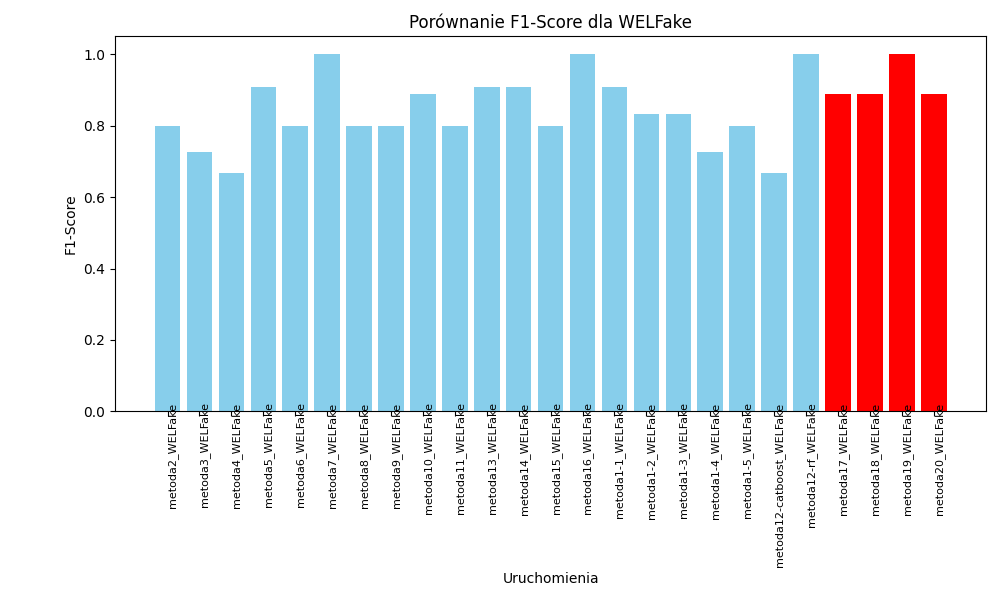 Porównanie F1-Score dla WELFake
F1-Score
1.0
0.8
0.6
0.4
0.2
0.0
metoda2_WELFake
metoda3_WELFake
metoda4_WELFake
metoda5_WELFake
metoda6_WELFake
metoda7_WELFake
metoda8_WELFake
metoda9_WELFake
metoda10_WELFake
metoda11_WELFake
metoda13_WELFake
metoda14_WELFake
metoda15_WELFake
metoda16_WELFake
metoda1-1_WELFake
metoda1-2_WELFake
metoda1-3_WELFake
metoda1-4_WELFake
metoda1-5_WELFake
metoda12-catboost_WELFake
metoda12-rf_WELFake
metoda17_WELFake
metoda18_WELFake
metoda19_WELFake
metoda20_WELFake
Uruchomienia